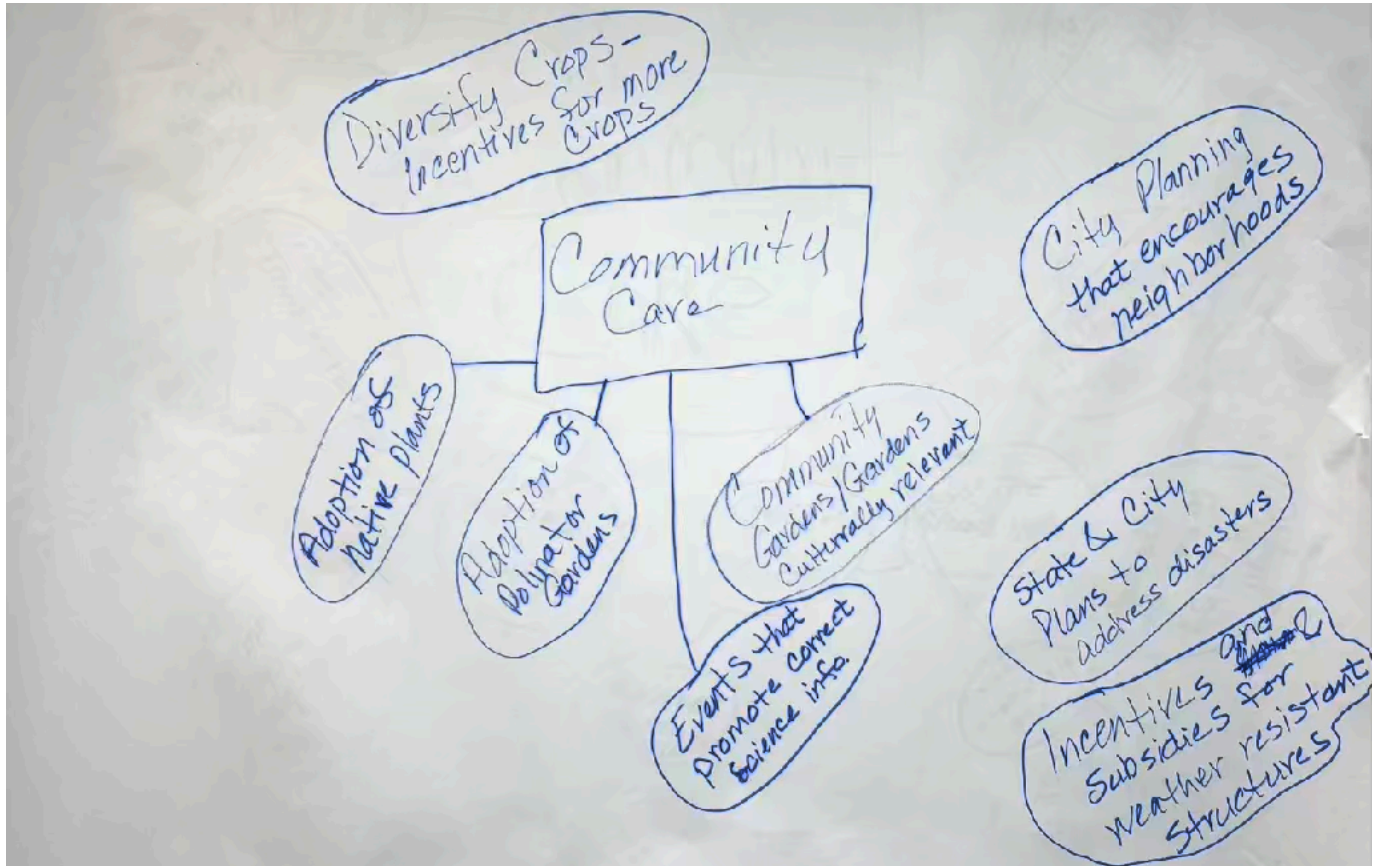 Diversify Crops-
Incentives for more
Crops
Community
Care
City Planning
that encourages
neighborhoods
Adoption of
native plants
Adoption of
Polinator
Gardens
Community
Gardens/Gardens
Culturally relevant
Events that
promote correct
science info.
State & City
Plans to
address disasters
Incentives and
Subsidies for
weather resistant
structures